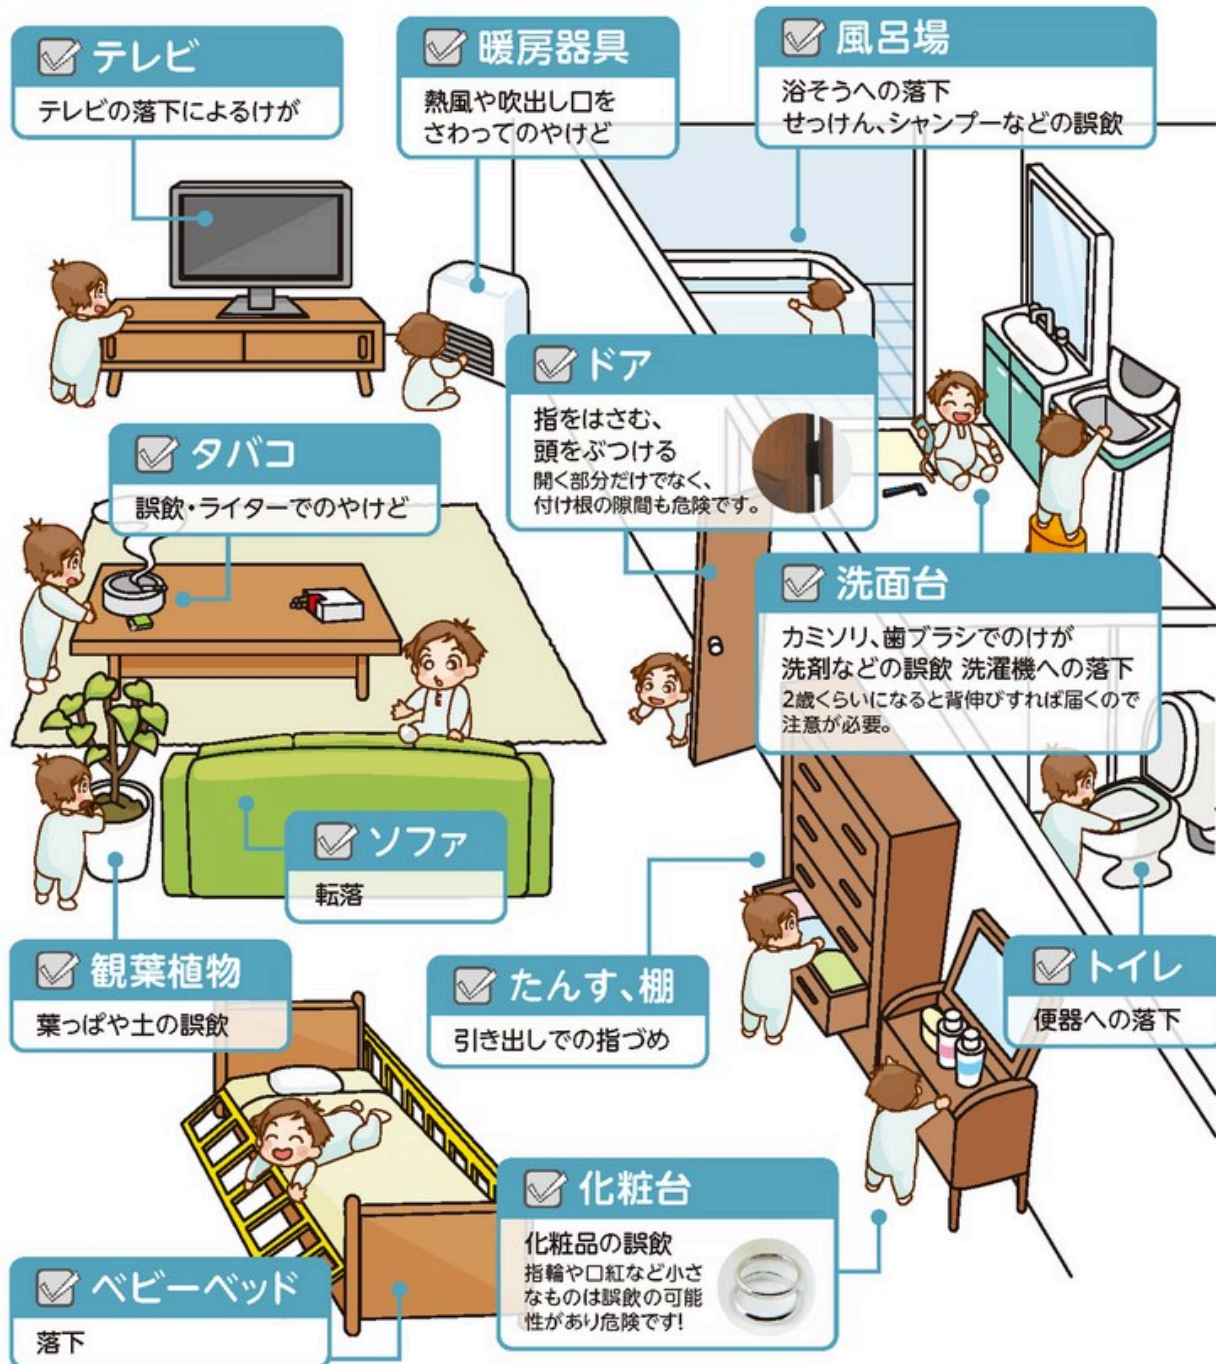 テレビ
テレビの落下によるけが
暖房器具
熱風や吹出し口を
さわってのやけど
風呂場
浴そうへの落下
せっけん、シャンプーなどの誤飲
ドア
指をはさむ、
頭をぶつける
開く部分だけでなく、
付け根の隙間も危険です。
タバコ
誤飲・ライターでのやけど
洗面台
カミソリ、歯ブラシでのけが
洗剤などの誤飲 洗濯機への落下
2歳くらいになると背伸びすれば届くので
注意が必要。
ソファ
転落
観葉植物
葉っぱや土の誤飲
たんす、棚
引き出しでの指づめ
トイレ
便器への落下
化粧台
化粧品の誤飲
指輪や口紅など小さ
なものは誤飲の可能
性があり危険です!
ベビーベッド
落下